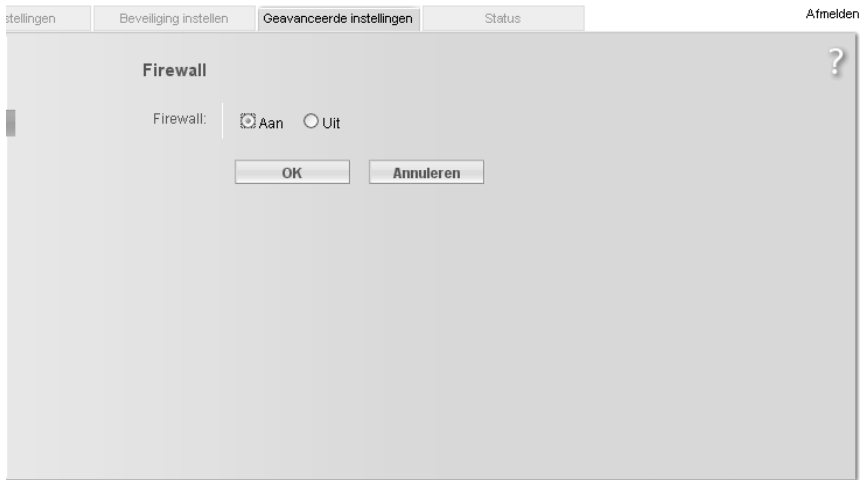 stellingen Beveiliging instellen Geavanceerde instellingen Status Afmelden
Firewall ?
Firewall: Aan Uit
OK Annuleren